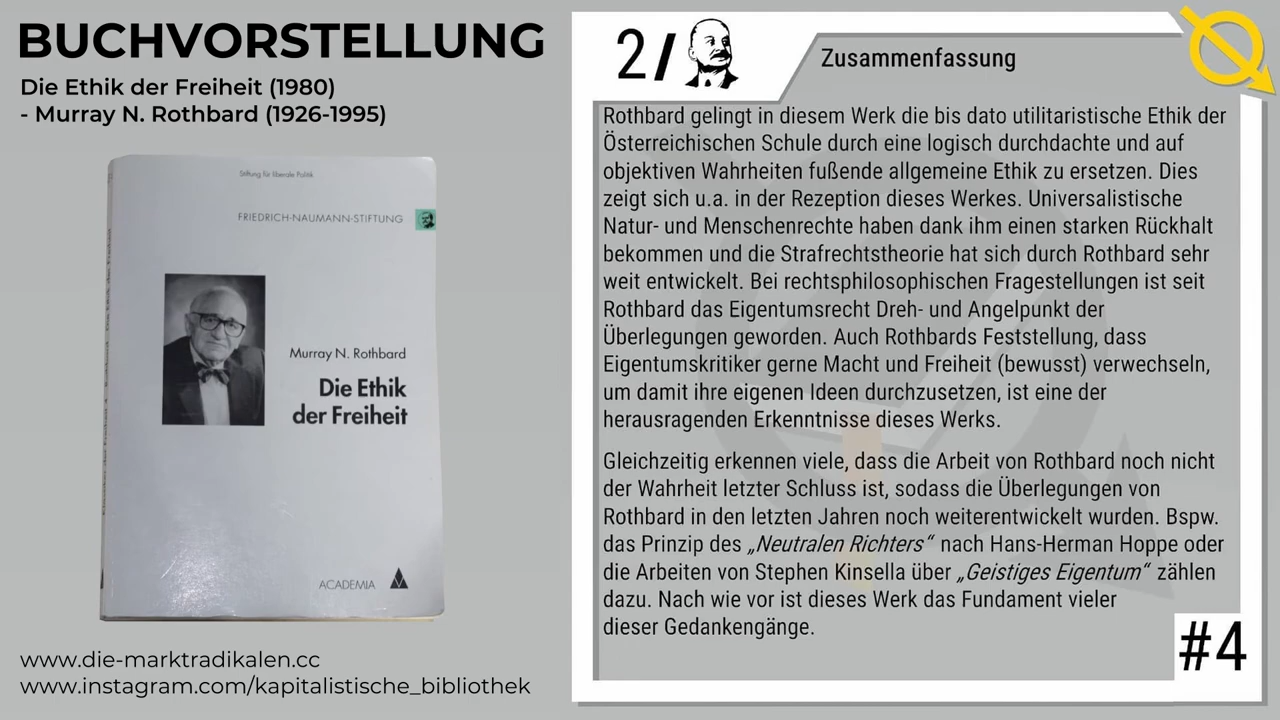 BUCHVORSTELLUNG
Die Ethik der Freiheit (1980)
- Murray N. Rothbard (1926-1995)
Stiftung für liberale Politik
FRIEDRICH-NAUMANN-STIFTUNG
Murray N. Rothbard
Die Ethik
der Freiheit
ACADEMIA
www.die-marktradikalen.cc
www.instagram.com/kapitalistische_bibliothek
2/
Zusammenfassung
Rothbard gelingt in diesem Werk die bis dato utilitaristische Ethik der
Österreichischen Schule durch eine logisch durchdachte und auf
objektiven Wahrheiten fußende allgemeine Ethik zu ersetzen. Dies
zeigt sich u.a. in der Rezeption dieses Werkes. Universalistische
Natur- und Menschenrechte haben dank ihm einen starken Rückhalt
bekommen und die Strafrechtstheorie hat sich durch Rothbard sehr
weit entwickelt. Bei rechtsphilosophischen Fragestellungen ist seit
Rothbard das Eigentumsrecht Dreh- und Angelpunkt der
Überlegungen geworden. Auch Rothbards Feststellung, dass
Eigentumskritiker gerne Macht und Freiheit (bewusst) verwechseln,
um damit ihre eigenen Ideen durchzusetzen, ist eine der
herausragenden Erkenntnisse dieses Werks.
Gleichzeitig erkennen viele, dass die Arbeit von Rothbard noch nicht
der Wahrheit letzter Schluss ist, sodass die Überlegungen von
Rothbard in den letzten Jahren noch weiterentwickelt wurden. Bspw.
das Prinzip des „Neutralen Richters“ nach Hans-Herman Hoppe oder
die Arbeiten von Stephen Kinsella über „Geistiges Eigentum“ zählen
dazu. Nach wie vor ist dieses Werk das Fundament vieler
dieser Gedankengänge.
#4